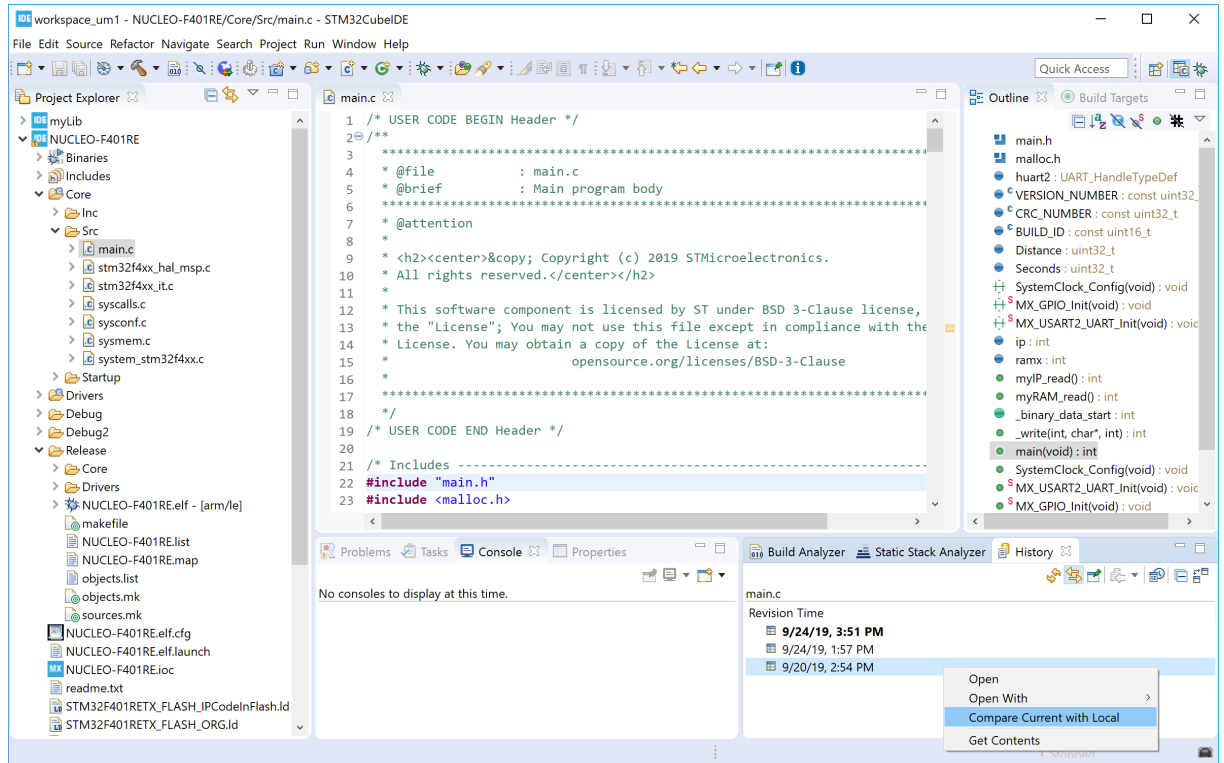 IDE workspace_um1 - NUCLEO-F401RE/Core/Src/main.c - STM32CubeIDE
File Edit Source Refactor Navigate Search Project Run Window Help
Quick Access
Project Explorer
IDE myLib
IDE NUCLEO-F401RE
Binaries
Includes
Core
Inc
Src
main.c
stm32f4xx_hal_msp.c
stm32f4xx_it.c
syscalls.c
sysconf.c
sysmem.c
system_stm32f4xx.c
Startup
Drivers
Debug
Debug2
Release
Core
Drivers
NUCLEO-F401RE.elf - [arm/le]
makefile
NUCLEO-F401RE.list
NUCLEO-F401RE.map
objects.list
objects.mk
sources.mk
NUCLEO-F401RE.elf.cfg
NUCLEO-F401RE.elf.launch
MX NUCLEO-F401RE.ioc
readme.txt
STM32F401RETX_FLASH_IPCodeInFlash.ld
STM32F401RETX_FLASH_ORG.ld
main.c
1 /* USER CODE BEGIN Header */
2 /**
3 ******************************************************************************
4 * @file : main.c
5 * @brief : Main program body
6 ******************************************************************************
7 * @attention
8 *
9 * <h2><center>&copy; Copyright (c) 2019 STMicroelectronics.
10 * All rights reserved.</center></h2>
11 *
12 * This software component is licensed by ST under BSD 3-Clause license,
13 * the "License"; You may not use this file except in compliance with the
14 * License. You may obtain a copy of the License at:
15 * opensource.org/licenses/BSD-3-Clause
16 *
17 ******************************************************************************
18 */
19 /* USER CODE END Header */
20
21 /* Includes ------------------------------------------------------------------
22 #include "main.h"
23 #include <malloc.h>
Outline Build Targets
main.h
malloc.h
huart2 : UART_HandleTypeDef
VERSION_NUMBER : const uint32_
CRC_NUMBER : const uint32_t
BUILD_ID : const uint16_t
Distance : uint32_t
Seconds : uint32_t
SystemClock_Config(void) : void
MX_GPIO_Init(void) : void
MX_USART2_UART_Init(void) : void
ip : int
ramx : int
myIP_read() : int
myRAM_read() : int
_binary_data_start : int
_write(int, char*, int) : int
main(void) : int
SystemClock_Config(void) : void
MX_USART2_UART_Init(void) : void
MX_GPIO_Init(void) : void
Problems Tasks Console Properties
No consoles to display at this time.
Build Analyzer Static Stack Analyzer History
main.c
Revision Time
9/24/19, 3:51 PM
9/24/19, 1:57 PM
9/20/19, 2:54 PM
Open
Open With
Compare Current with Local
Get Contents
Stopped